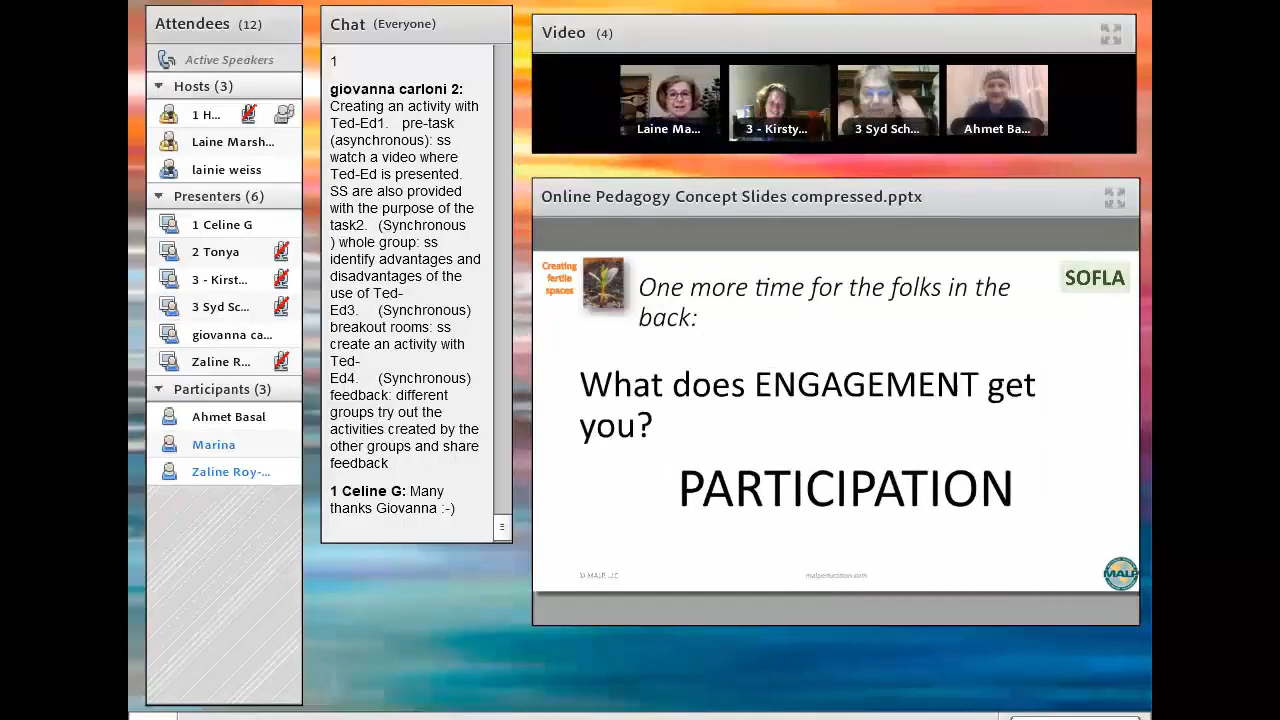 Attendees (12)
Active Speakers
Hosts (3)
1 H...
Laine Marsh...
lainie weiss
Presenters (6)
1 Celine G
2 Tonya
3 - Kirst...
3 Syd Sc...
giovanna ca...
Zaline R...
Participants (3)
Ahmet Basal
Marina
Zaline Roy-...
Chat (Everyone)
1
giovanna carloni 2:
Creating an activity with
Ted-Ed1. pre-task
(asynchronous): ss
watch a video where
Ted-Ed is presented.
SS are also provided
with the purpose of the
task2. (Synchronous
) whole group: ss
identify advantages and
disadvantages of the
use of Ted-
Ed3. (Synchronous)
breakout rooms: ss
create an activity with
Ted-
Ed4. (Synchronous)
feedback: different
groups try out the
activities created by the
other groups and share
feedback
1 Celine G: Many
thanks Giovanna :-)
Video (4)
Laine Ma...
3 - Kirsty...
3 Syd Sch...
Ahmet Ba...
Online Pedagogy Concept Slides compressed.pptx
Creating
fertile
spaces
SOFLA
One more time for the folks in the
back:
What does ENGAGEMENT get
you?
PARTICIPATION
© MALP, LLC
malpeducation.com
MALP